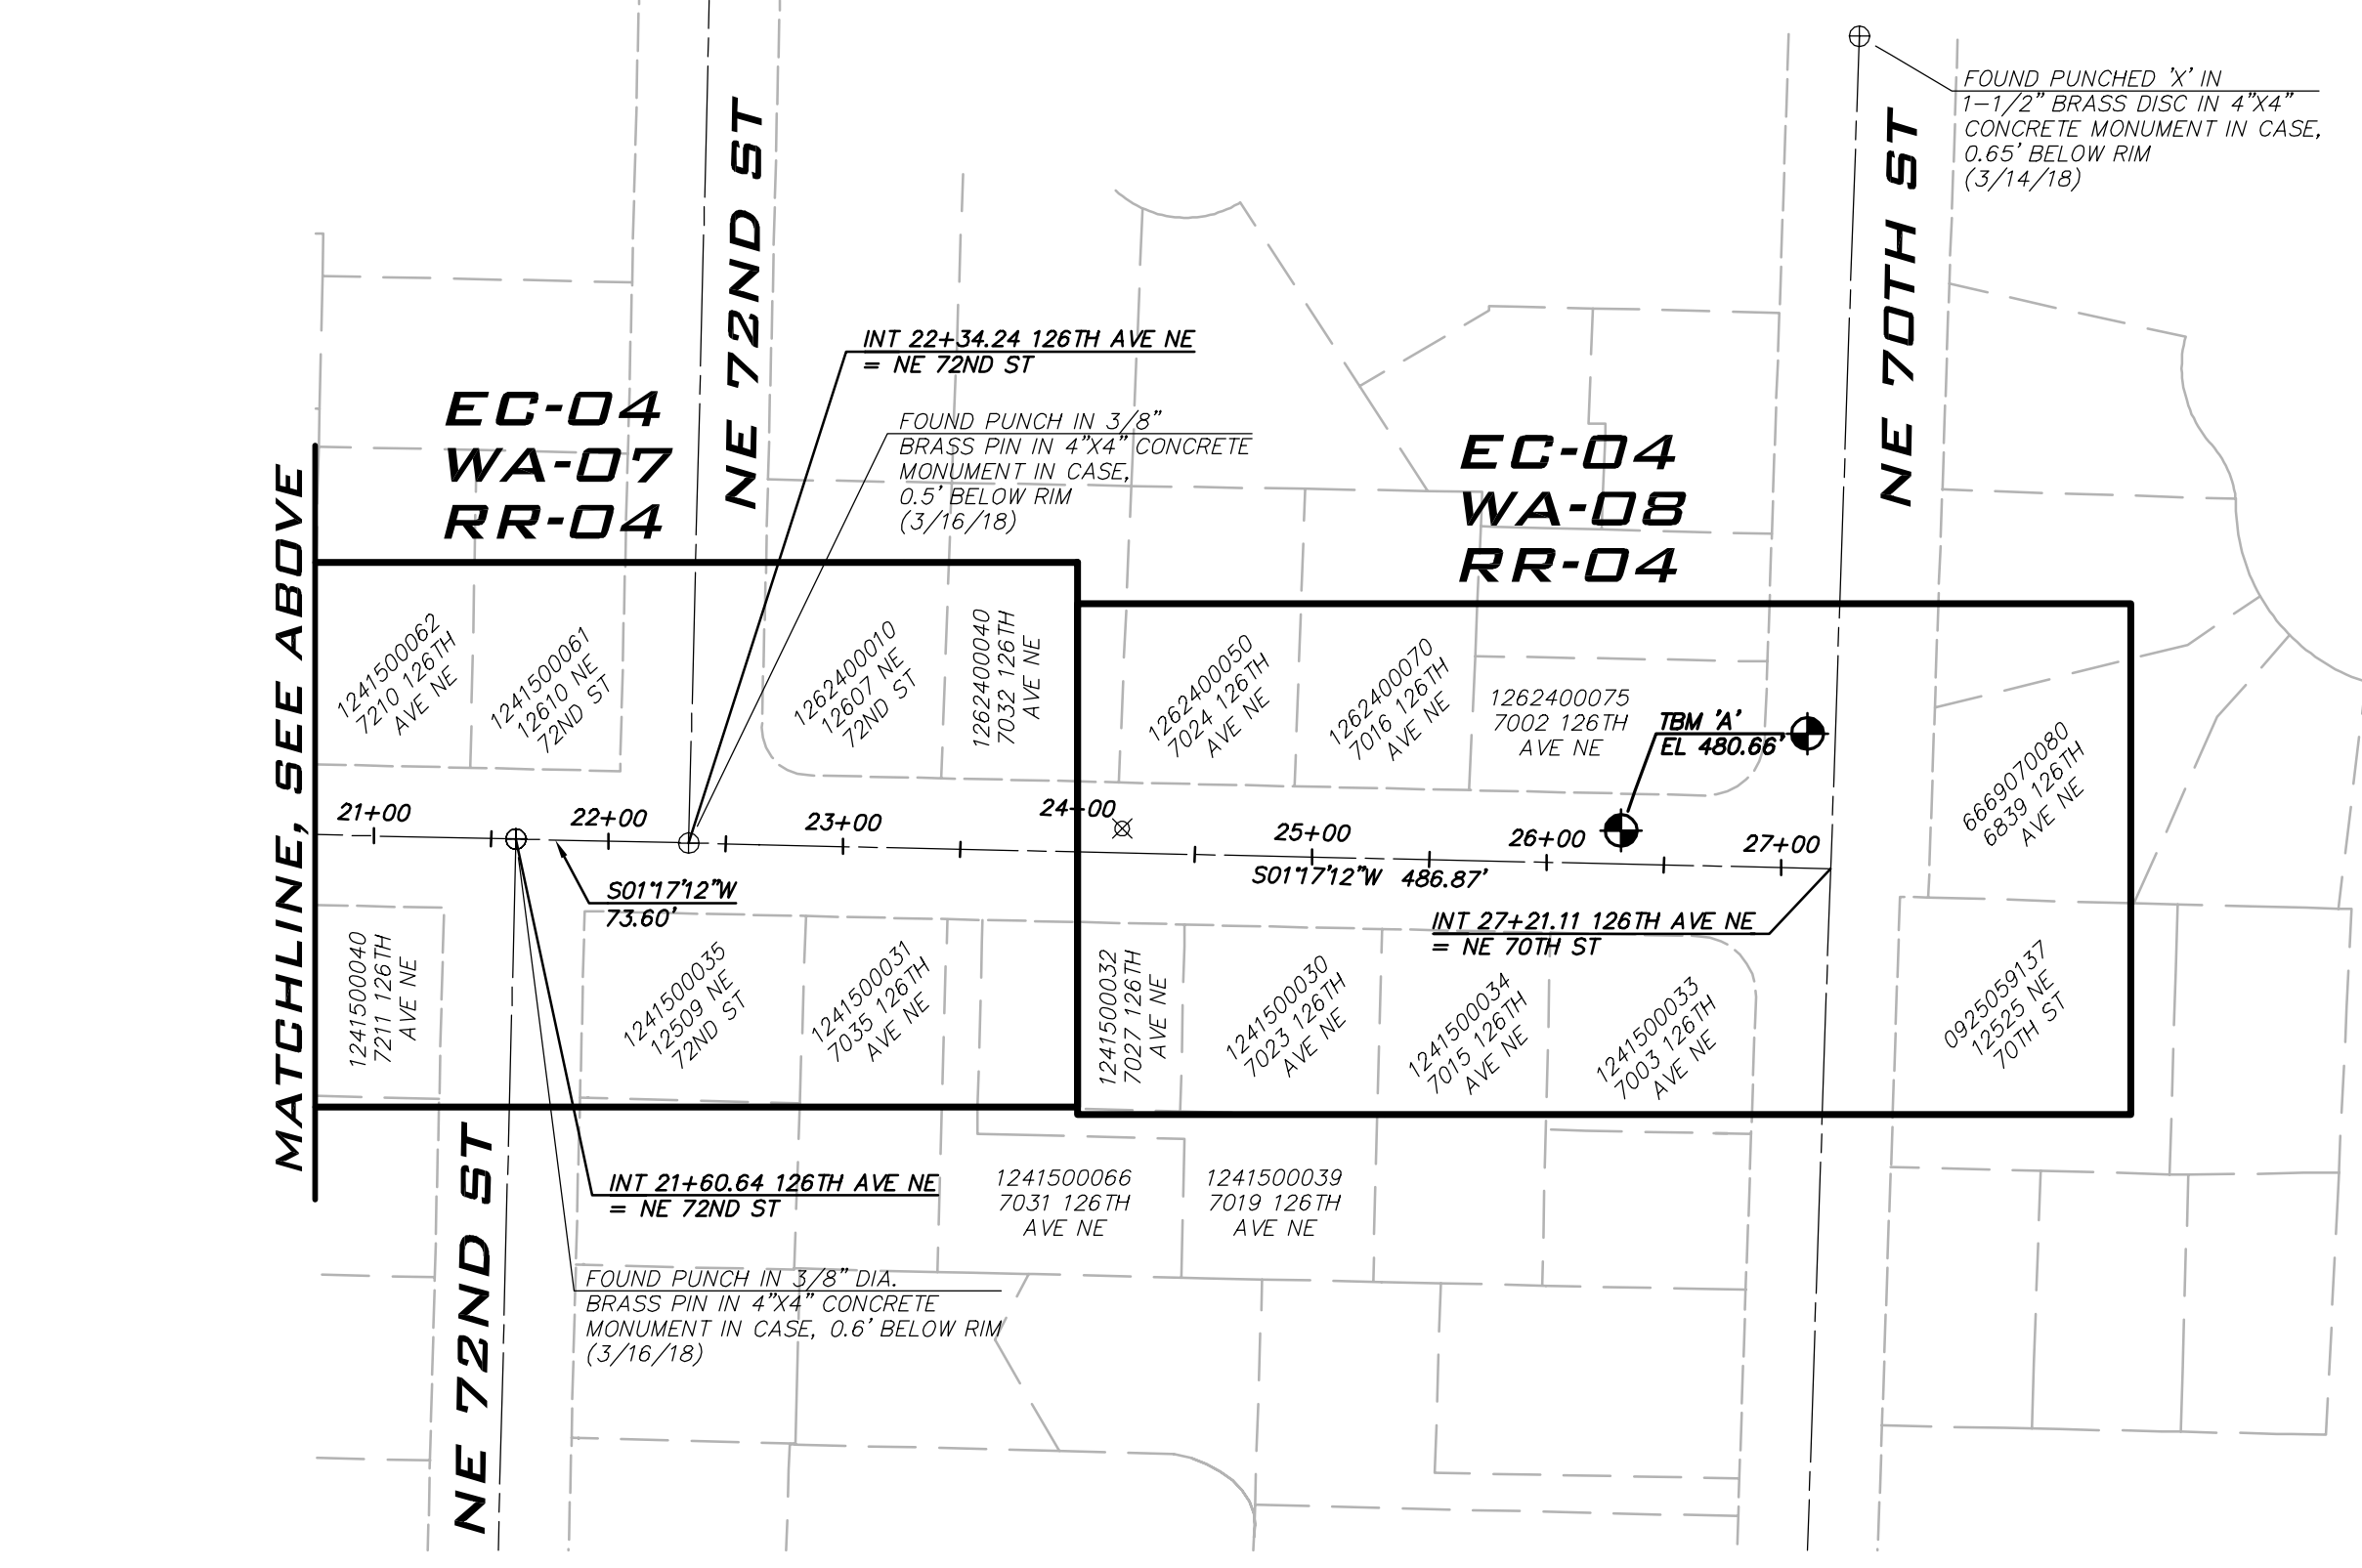 FOUND PUNCHED 'X' IN
1-1/2" BRASS DISC IN 4"X4"
CONCRETE MONUMENT IN CASE,
0.65' BELOW RIM
(3/14/18)
NE 72ND ST
NE 70TH ST
INT 22+34.24 126TH AVE NE
= NE 72ND ST
FOUND PUNCH IN 3/8"
BRASS PIN IN 4"X4" CONCRETE
MONUMENT IN CASE,
0.5' BELOW RIM
(3/16/18)
EC-04
WA-07
RR-04
EC-04
WA-08
RR-04
MATCHLINE, SEE ABOVE
1241500062
7210 126TH
AVE NE
1241500061
12610 NE
72ND ST
1262400010
12607 NE
72ND ST
1262400040
7032 126TH
AVE NE
1262400050
7024 126TH
AVE NE
1262400070
7016 126TH
AVE NE
1262400075
7002 126TH
AVE NE
TBM 'A'
EL 480.66'
6669070080
6839 126TH
AVE NE
21+00
22+00
23+00
24+00
25+00
26+00
27+00
S01°17'12"W
73.60'
S01°17'12"W 486.87'
INT 27+21.11 126TH AVE NE
= NE 70TH ST
1241500040
7211 126TH
AVE NE
1241500035
12509 NE
72ND ST
1241500031
7035 126TH
AVE NE
1241500032
7027 126TH
AVE NE
1241500030
7023 126TH
AVE NE
1241500034
7015 126TH
AVE NE
1241500033
7003 126TH
AVE NE
0925059137
12525 NE
70TH ST
NE 72ND ST
INT 21+60.64 126TH AVE NE
= NE 72ND ST
1241500066
7031 126TH
AVE NE
1241500039
7019 126TH
AVE NE
FOUND PUNCH IN 3/8" DIA.
BRASS PIN IN 4"X4" CONCRETE
MONUMENT IN CASE, 0.6' BELOW RIM
(3/16/18)